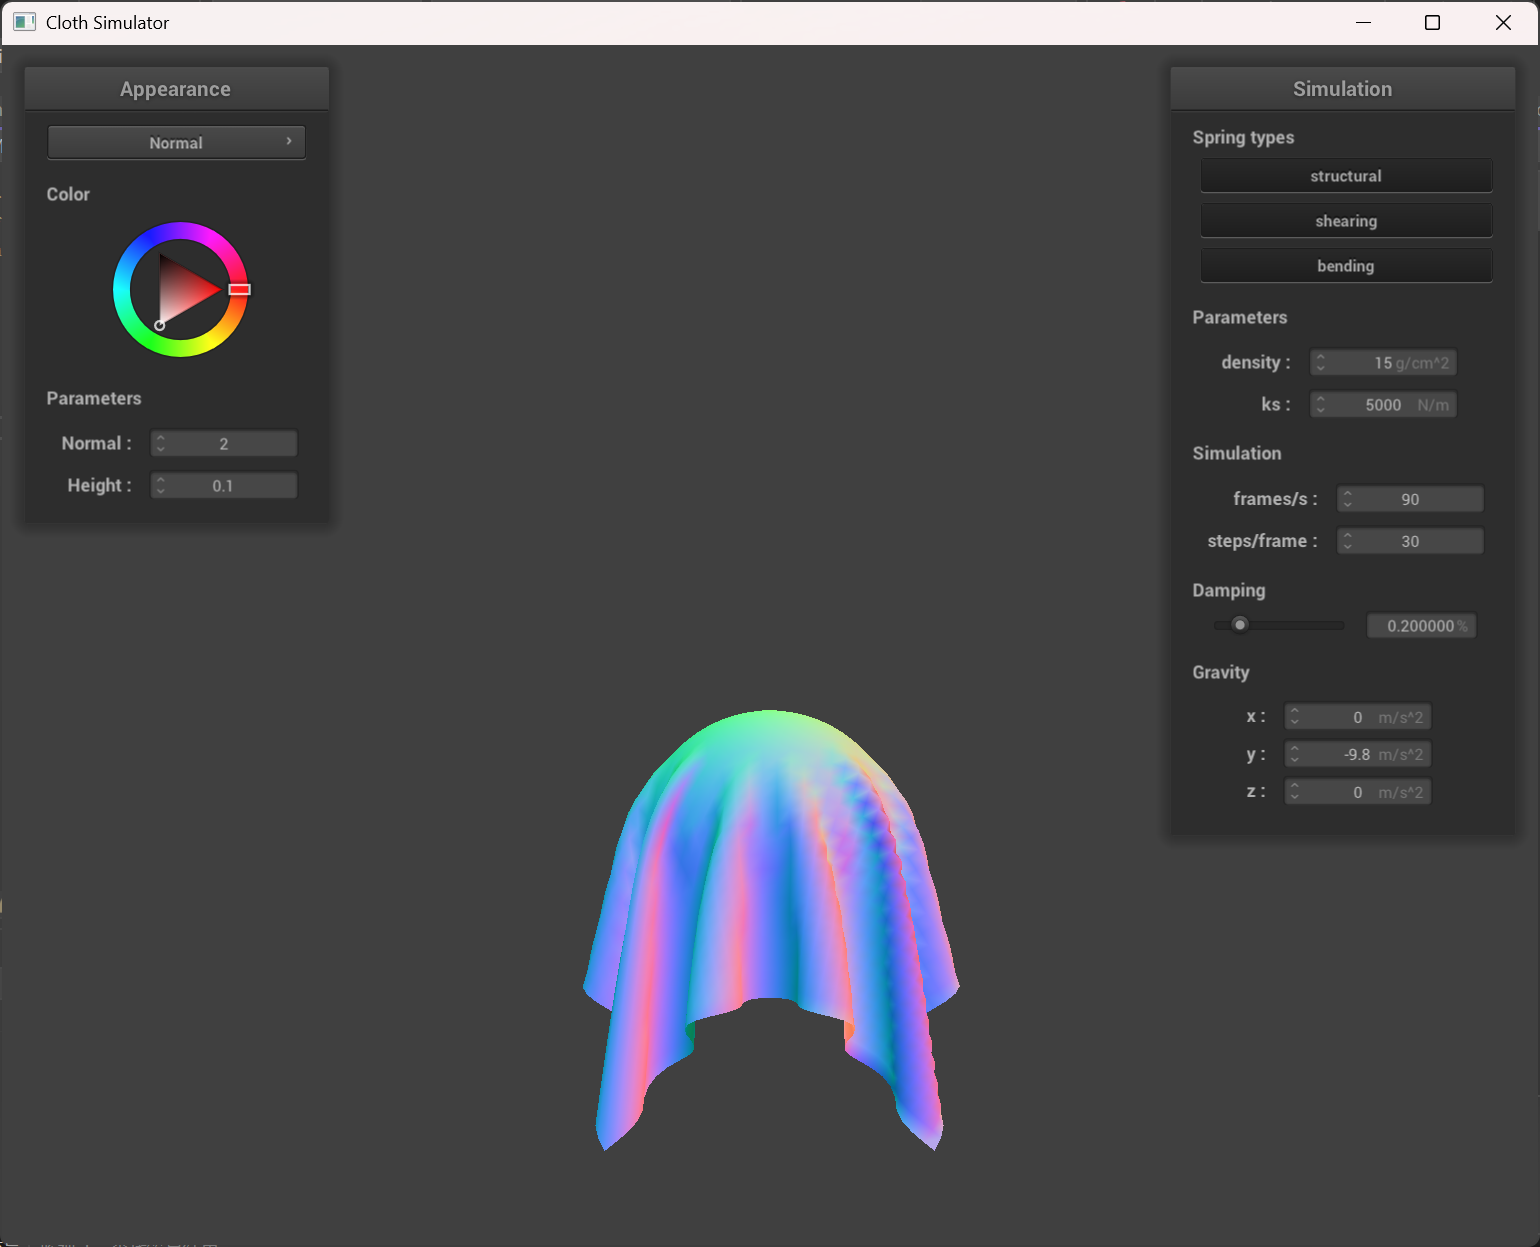 Cloth Simulator
Appearance
Normal
Color
Parameters
Normal : 2
Height : 0.1
Simulation
Spring types
structural
shearing
bending
Parameters
density : 15 g/cm^2
ks : 5000 N/m
Simulation
frames/s : 90
steps/frame : 30
Damping
0.200000 %
Gravity
x : 0 m/s^2
y : -9.8 m/s^2
z : 0 m/s^2